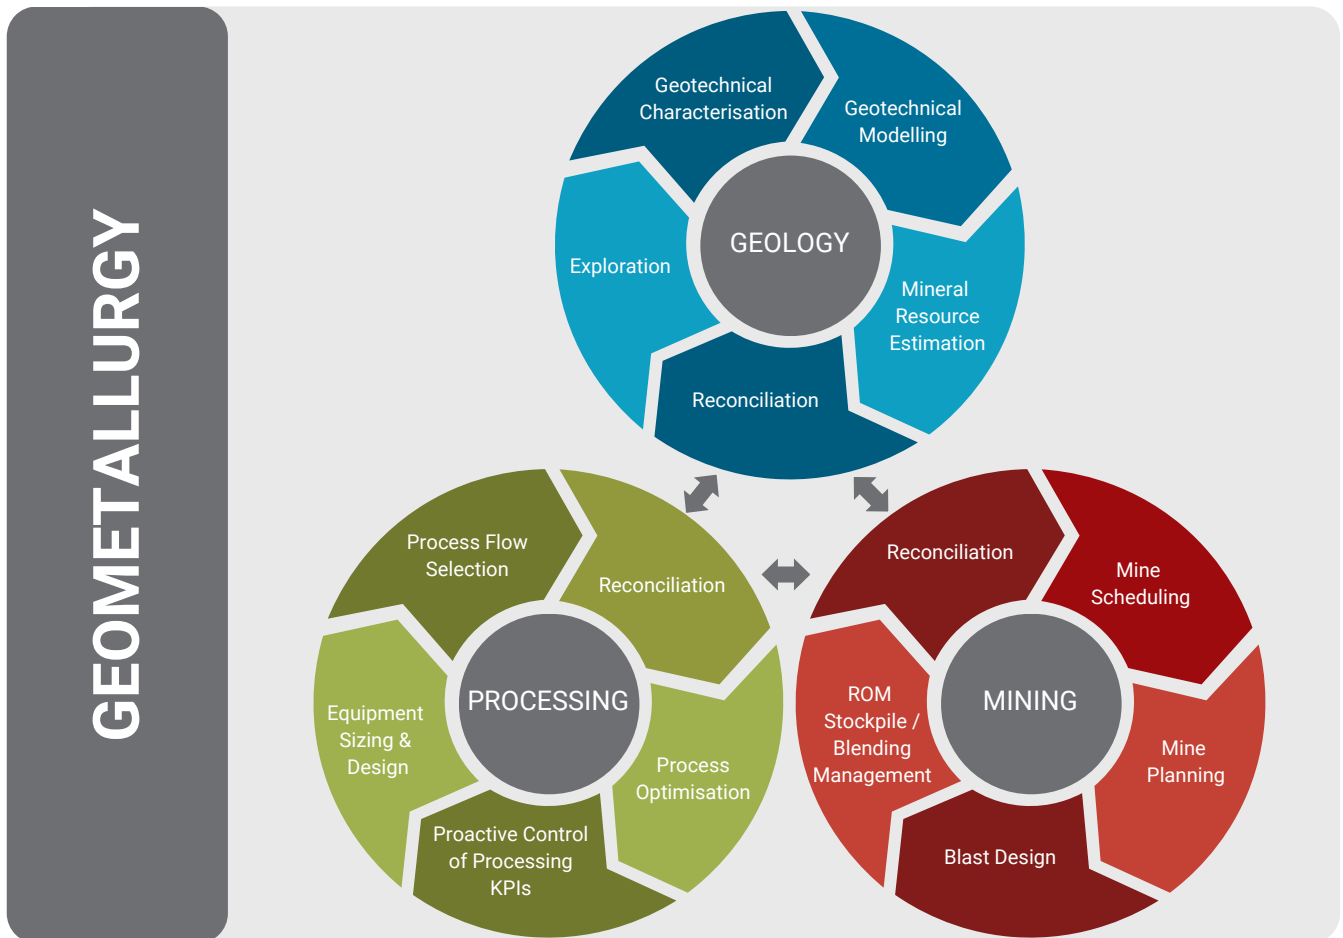 GEOMETALLURGY
Geotechnical
Characterisation
Geotechnical
Modelling
Exploration
GEOLOGY
Mineral
Resource
Estimation
Reconciliation
Process Flow
Selection
Reconciliation
Equipment
Sizing &
Design
PROCESSING
Process
Optimisation
Proactive Control
of Processing
KPIs
Reconciliation
Mine
Scheduling
ROM
Stockpile /
Blending
Management
MINING
Mine
Planning
Blast Design